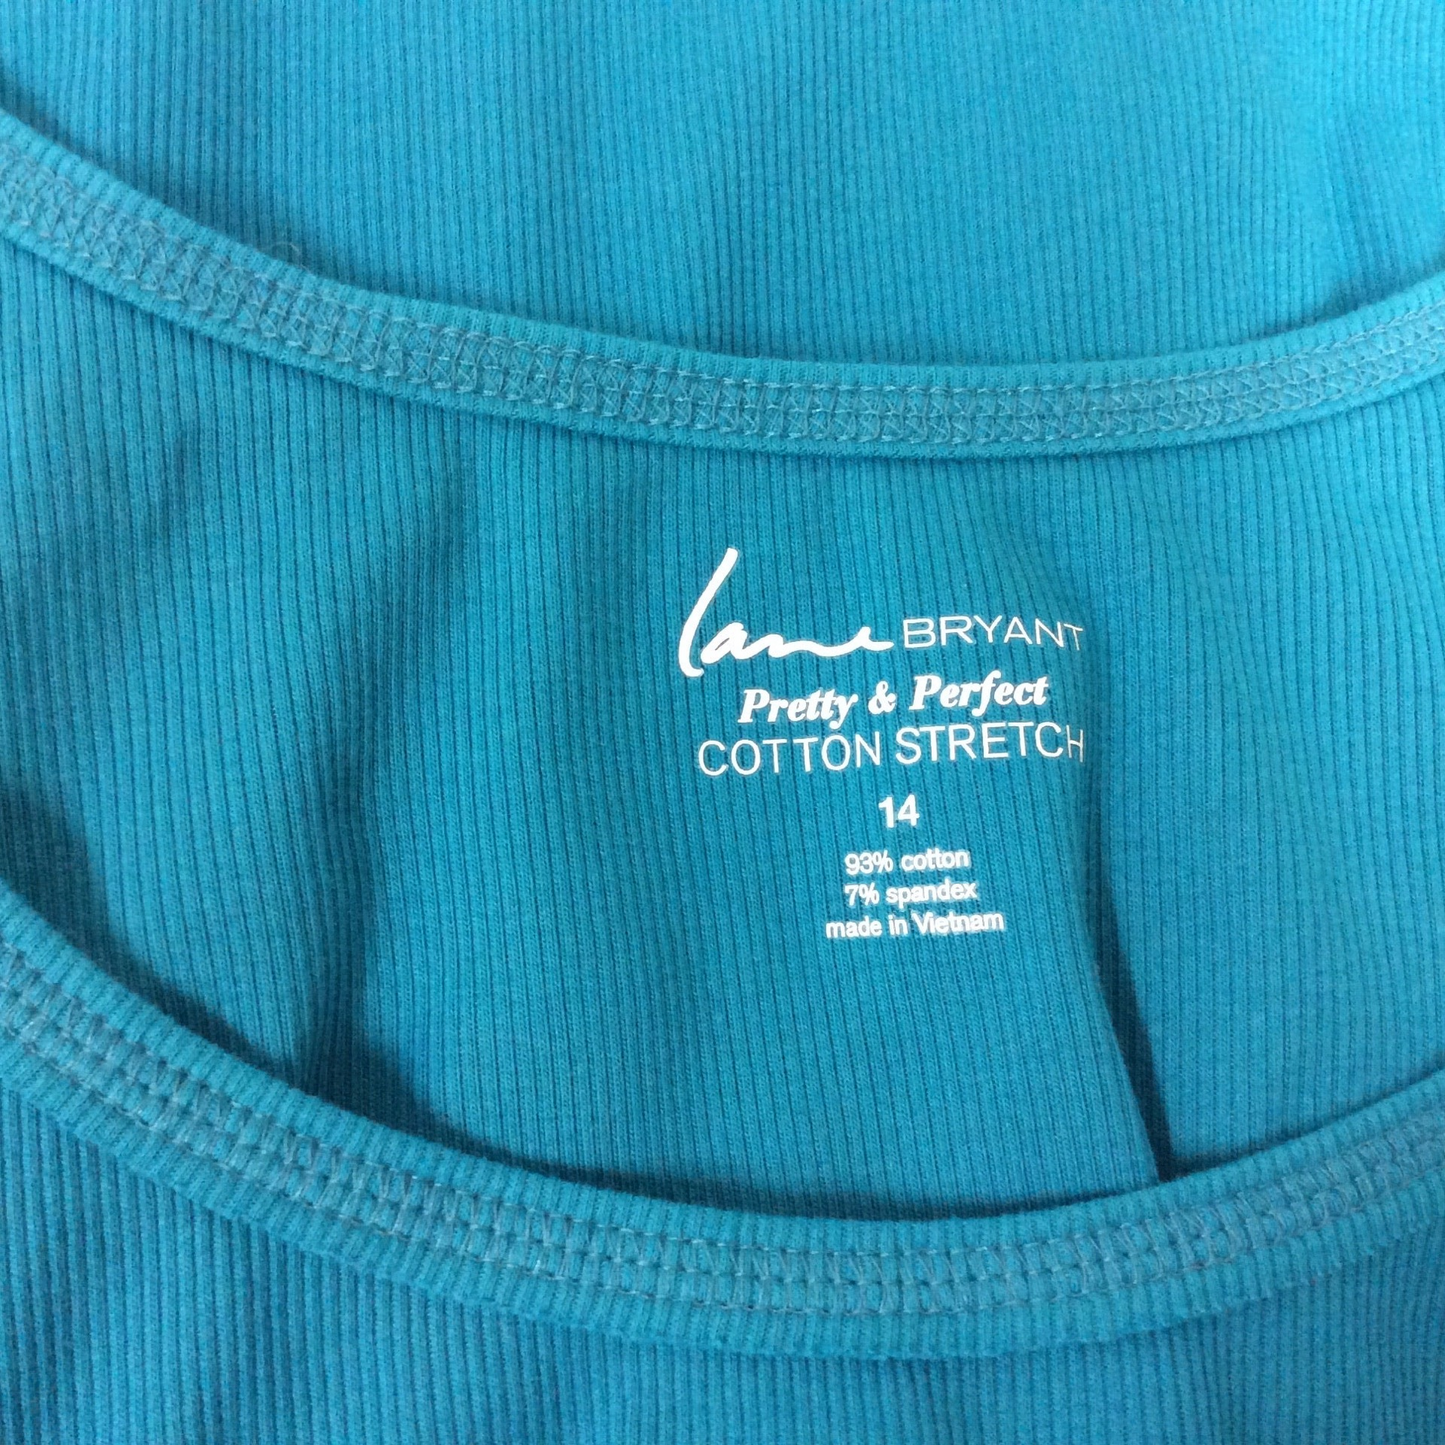 lane BRYANT
Pretty & Perfect
COTTON STRETCH
14
93% cotton
7% spandex
made in Vietnam